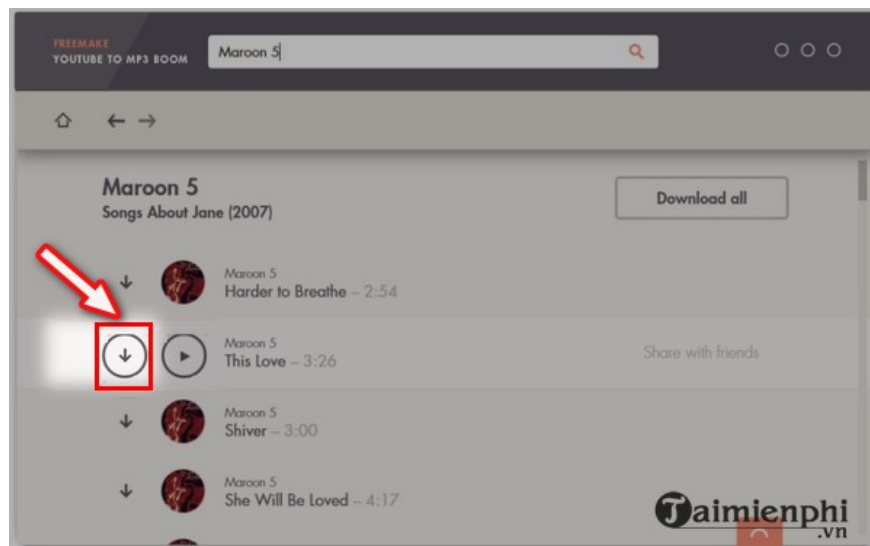 FREEMAKE
YOUTUBE TO MP3 BOOM
Maroon 5
Maroon 5
Songs About Jane (2007)
Download all
Maroon 5
Harder to Breathe – 2:54
Maroon 5
This Love – 3:26
Share with friends
Maroon 5
Shiver – 3:00
Maroon 5
She Will Be Loved – 4:17
Taimienphi
.vn